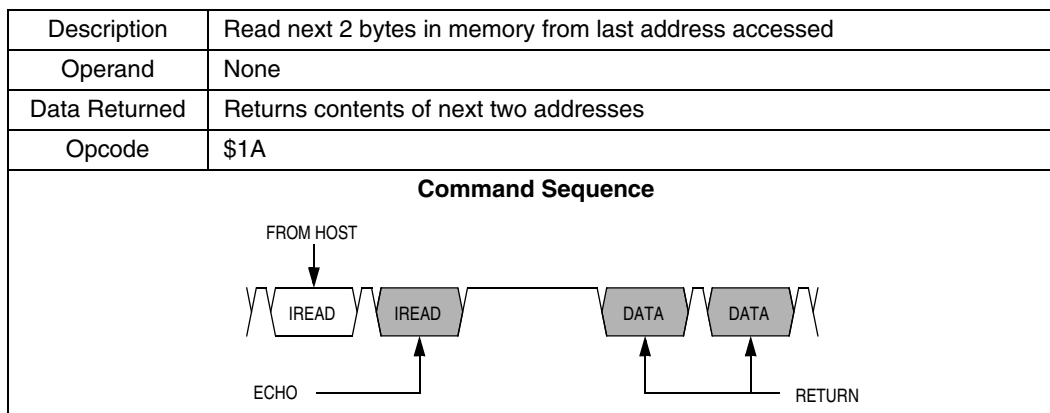 Description Read next 2 bytes in memory from last address accessed
Operand None
Data Returned Returns contents of next two addresses
Opcode $1A
Command Sequence
FROM HOST
IREAD IREAD DATA DATA
ECHO RETURN